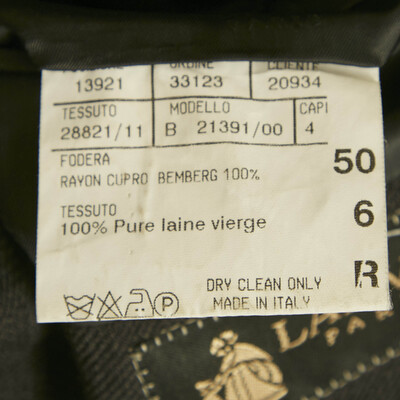 ORDINE CLIENTE
13921 33123 20934
TESSUTO MODELLO CAPI
28821/11 B 21391/00 4
FODERA
RAYON CUPRO BEMBERG 100% 50
TESSUTO 6
100% Pure laine vierge
R
DRY CLEAN ONLY
P MADE IN ITALY